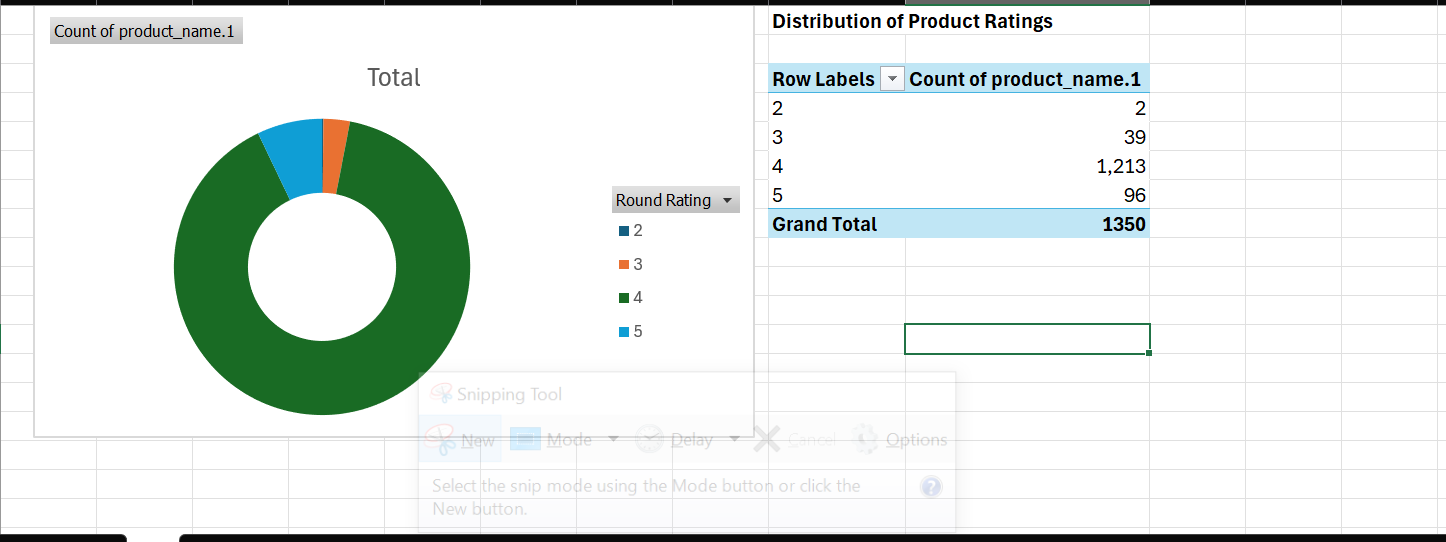 Count of product_name.1
Total
Round Rating
2
3
4
5
Distribution of Product Ratings
Row Labels Count of product_name.1
2 2
3 39
4 1,213
5 96
Grand Total 1350
Snipping Tool
New Mode Delay Cancel Options
Select the snip mode using the Mode button or click the
New button.
?